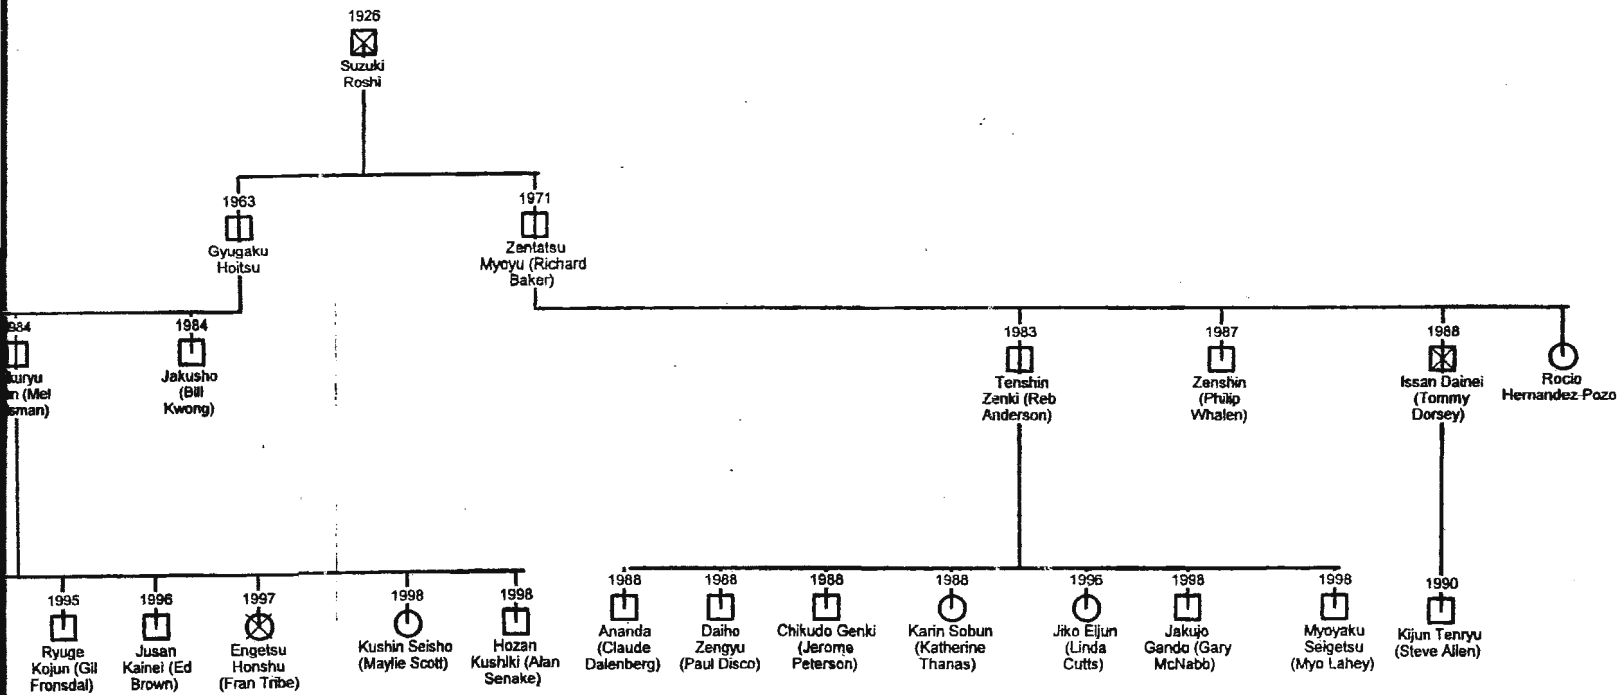 1926
Suzuki
Roshi
1963
Gyugaku
Hoitsu
1971
Zentatsu
Myoyu (Richard
Baker)
984
kuryu
n (Mel
sman)
1984
Jakusho
(Bill
Kwong)
1983
Tenshin
Zenki (Reb
Anderson)
1987
Zenshin
(Philip
Whalen)
1988
Issan Dainei
(Tommy
Dorsey)
Rocio
Hernandez-Pozo
1995
Ryuge
Kojun (Gil
Fronsdal)
1996
Jusan
Kainei (Ed
Brown)
1997
Engetsu
Honshu
(Fran Tribe)
1998
Kushin Seisho
(Maylie Scott)
1998
Hozan
Kushiki (Alan
Senake)
1988
Ananda
(Claude
Dalenberg)
1988
Daiho
Zengyu
(Paul Disco)
1988
Chikudo Genki
(Jerome
Peterson)
1988
Karin Sobun
(Katherine
Thanas)
1996
Jiko Eijun
(Linda
Cutts)
1998
Jakujo
Gando (Gary
McNabb)
1998
Myoyaku
Seigetsu
(Myo Lahey)
1990
Kijun Tenryu
(Steve Allen)